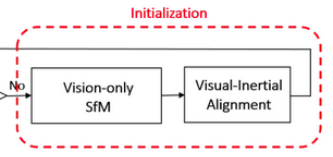 Initialization
No
Vision-only
SfM
Visual-Inertial
Alignment